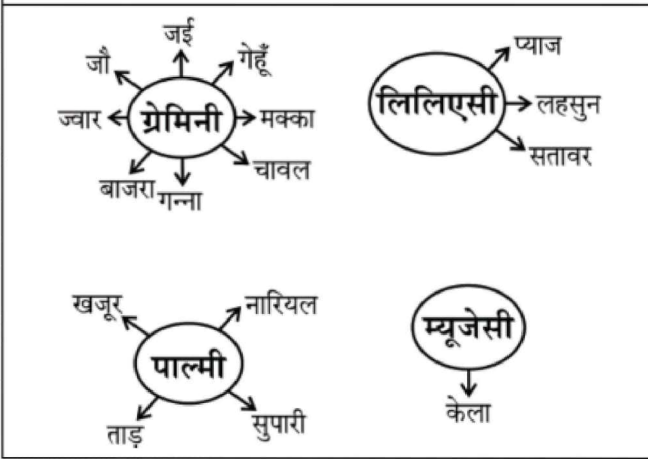 जई
जौ
गेहूँ
ज्वार
ग्रेमिनी
मक्का
चावल
बाजरा
गन्ना
प्याज
लिलिएसी
लहसुन
सतावर
खजूर
नारियल
पाल्मी
ताड़
सुपारी
म्यूजेसी
केला